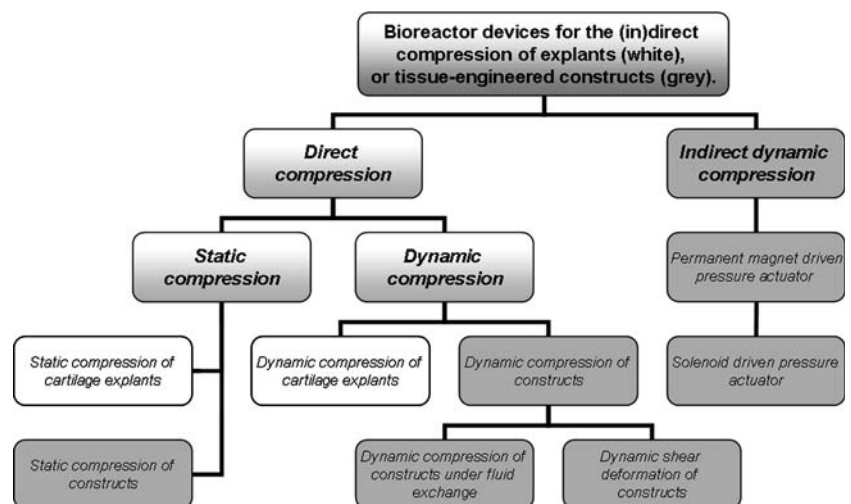 Bioreactor devices for the (in)direct
compression of explants (white),
or tissue-engineered constructs (grey).
Direct
compression
Indirect dynamic
compression
Static
compression
Dynamic
compression
Permanent magnet driven
pressure actuator
Static compression of
cartilage explants
Dynamic compression of
cartilage explants
Dynamic compression of
constructs
Solenoid driven pressure
actuator
Static compression of
constructs
Dynamic compression of
constructs under fluid
exchange
Dynamic shear
deformation of
constructs